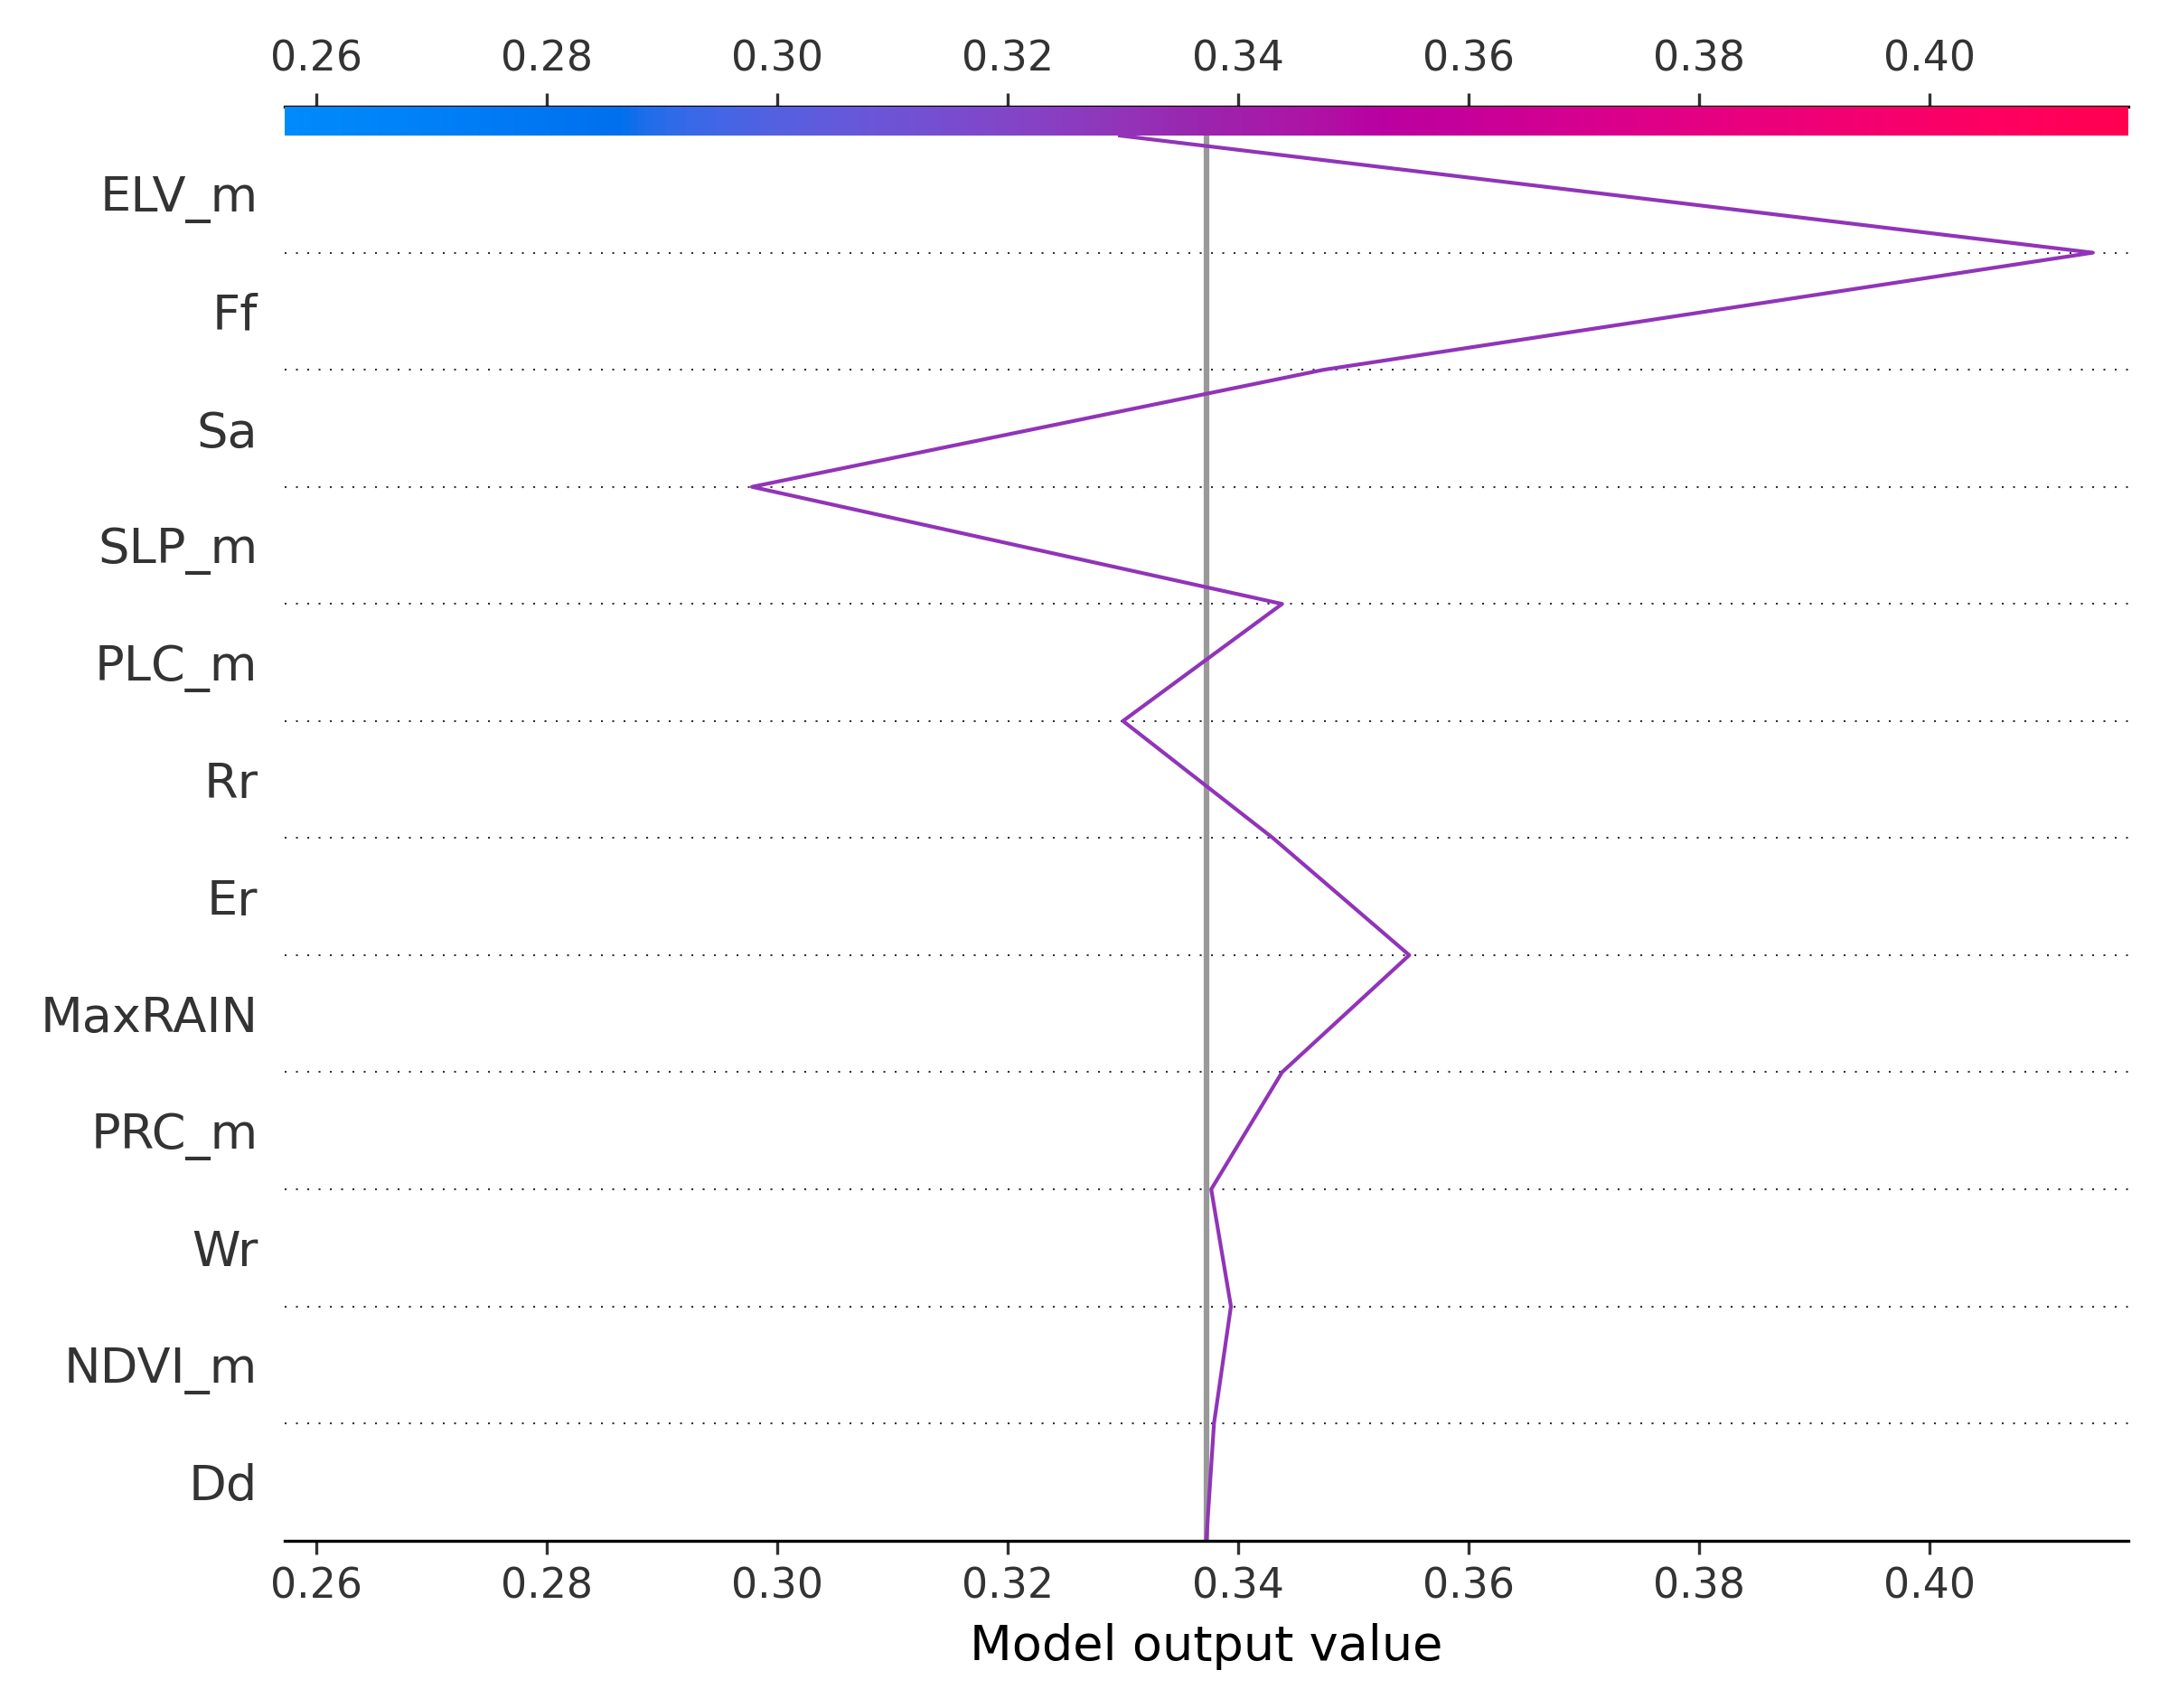 0.26 0.28 0.30 0.32 0.34 0.36 0.38 0.40
ELV_m
Ff
Sa
SLP_m
PLC_m
Rr
Er
MaxRAIN
PRC_m
Wr
NDVI_m
Dd
0.26 0.28 0.30 0.32 0.34 0.36 0.38 0.40
Model output value